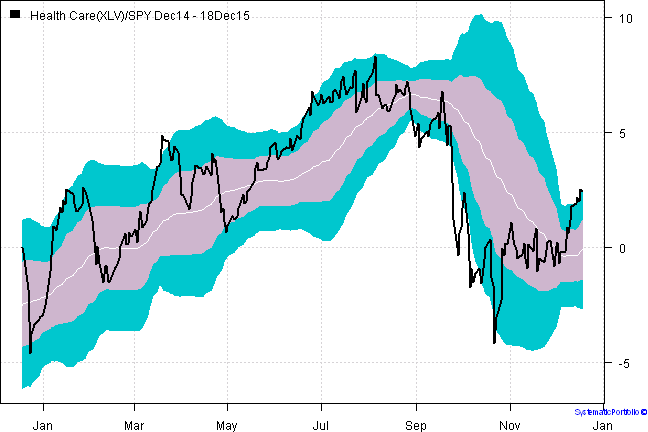 Health Care(XLV)/SPY Dec14 - 18Dec15
10
5
0
-5
SystematicPortfolio ©
Jan Mar May Jul Sep Nov Jan